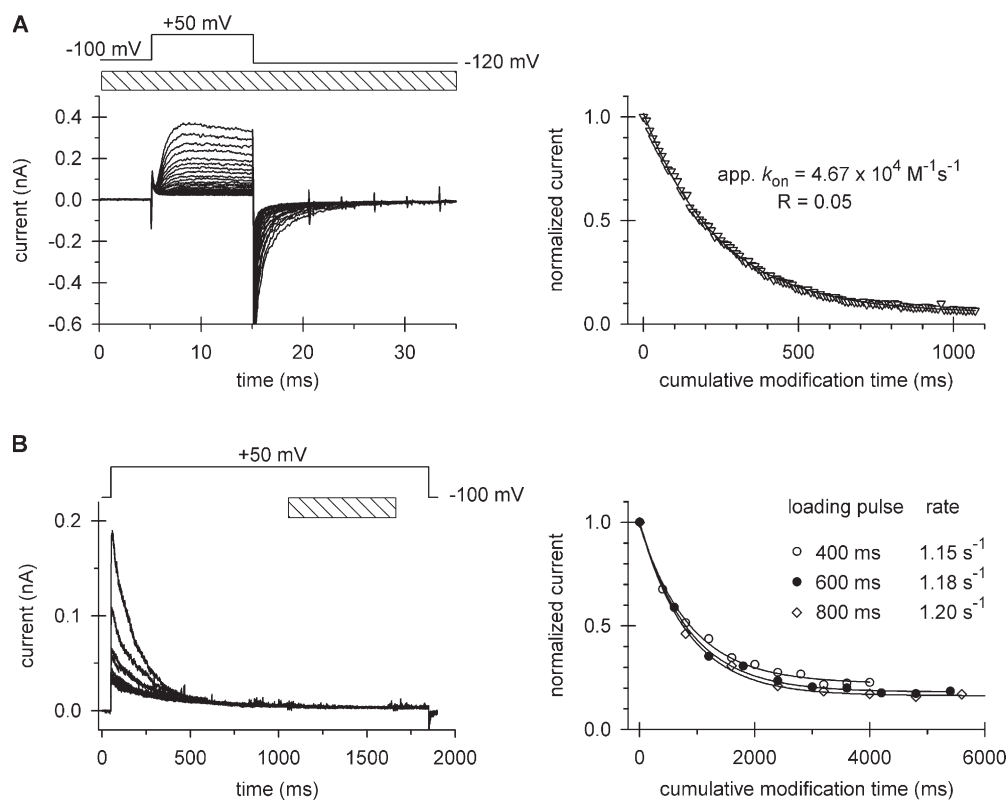 A
+50 mV
-100 mV
-120 mV
0.4
0.2
0.0
-0.2
-0.4
-0.6
current (nA)
0 10 20 30
time (ms)
1.0
0.5
0.0
normalized current
app. kon = 4.67 x 10⁴ M⁻¹s⁻¹
R = 0.05
0 500 1000
cumulative modification time (ms)
B
+50 mV
-100 mV
0.2
0.1
0.0
current (nA)
0 500 1000 1500 2000
time (ms)
1.0
0.5
0.0
normalized current
loading pulse rate
400 ms 1.15 s⁻¹
600 ms 1.18 s⁻¹
800 ms 1.20 s⁻¹
0 2000 4000 6000
cumulative modification time (ms)